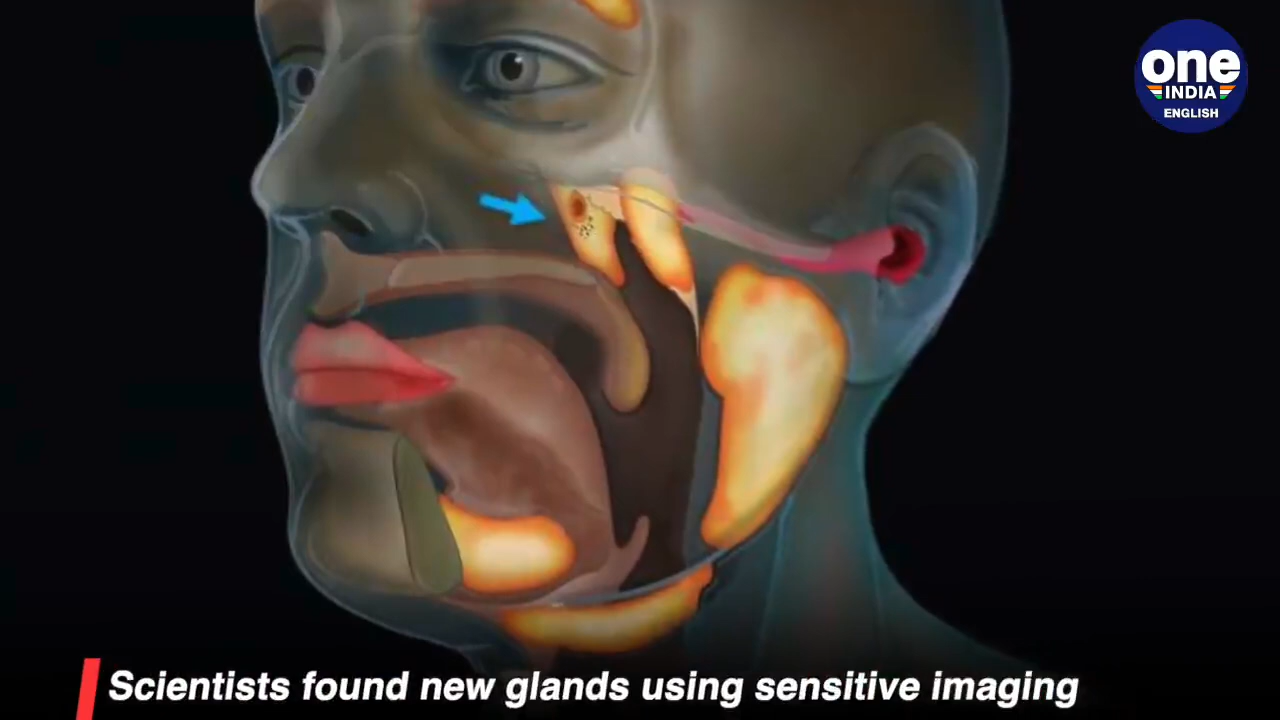 one
INDIA
ENGLISH
Scientists found new glands using sensitive imaging